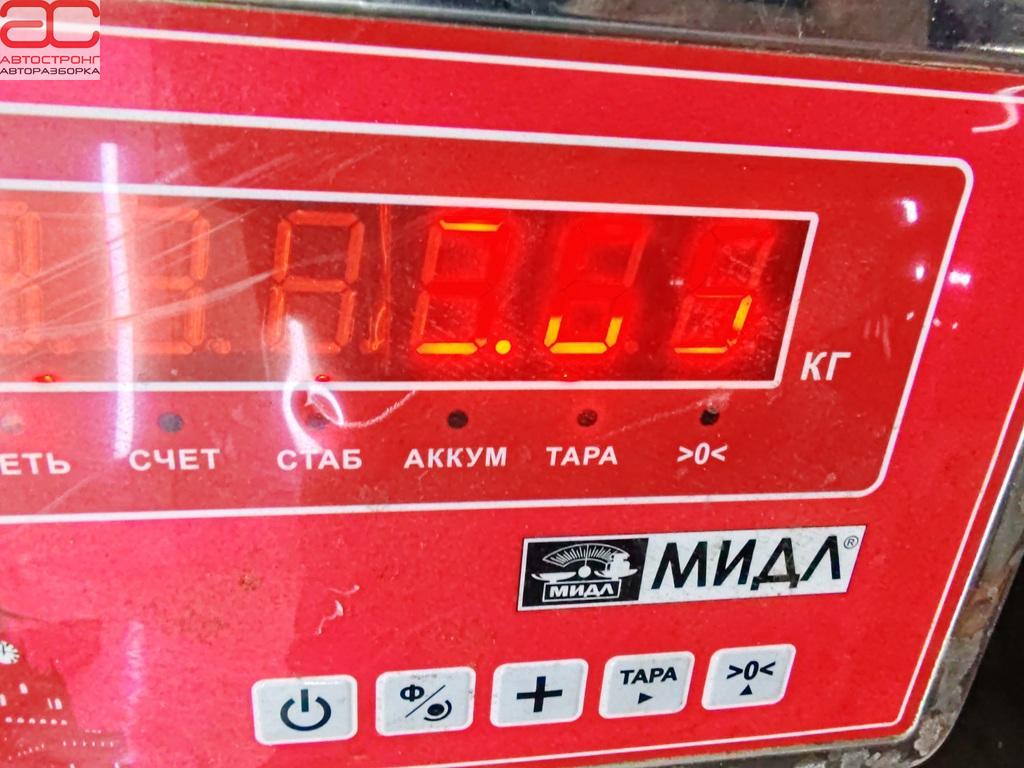 АВТОСТРОНГ
АВТОРАЗБОРКА
КГ
ЕТЬ СЧЕТ СТАБ АККУМ ТАРА >0<
МИДЛ МИДЛ®
Ф ТАРА >0<